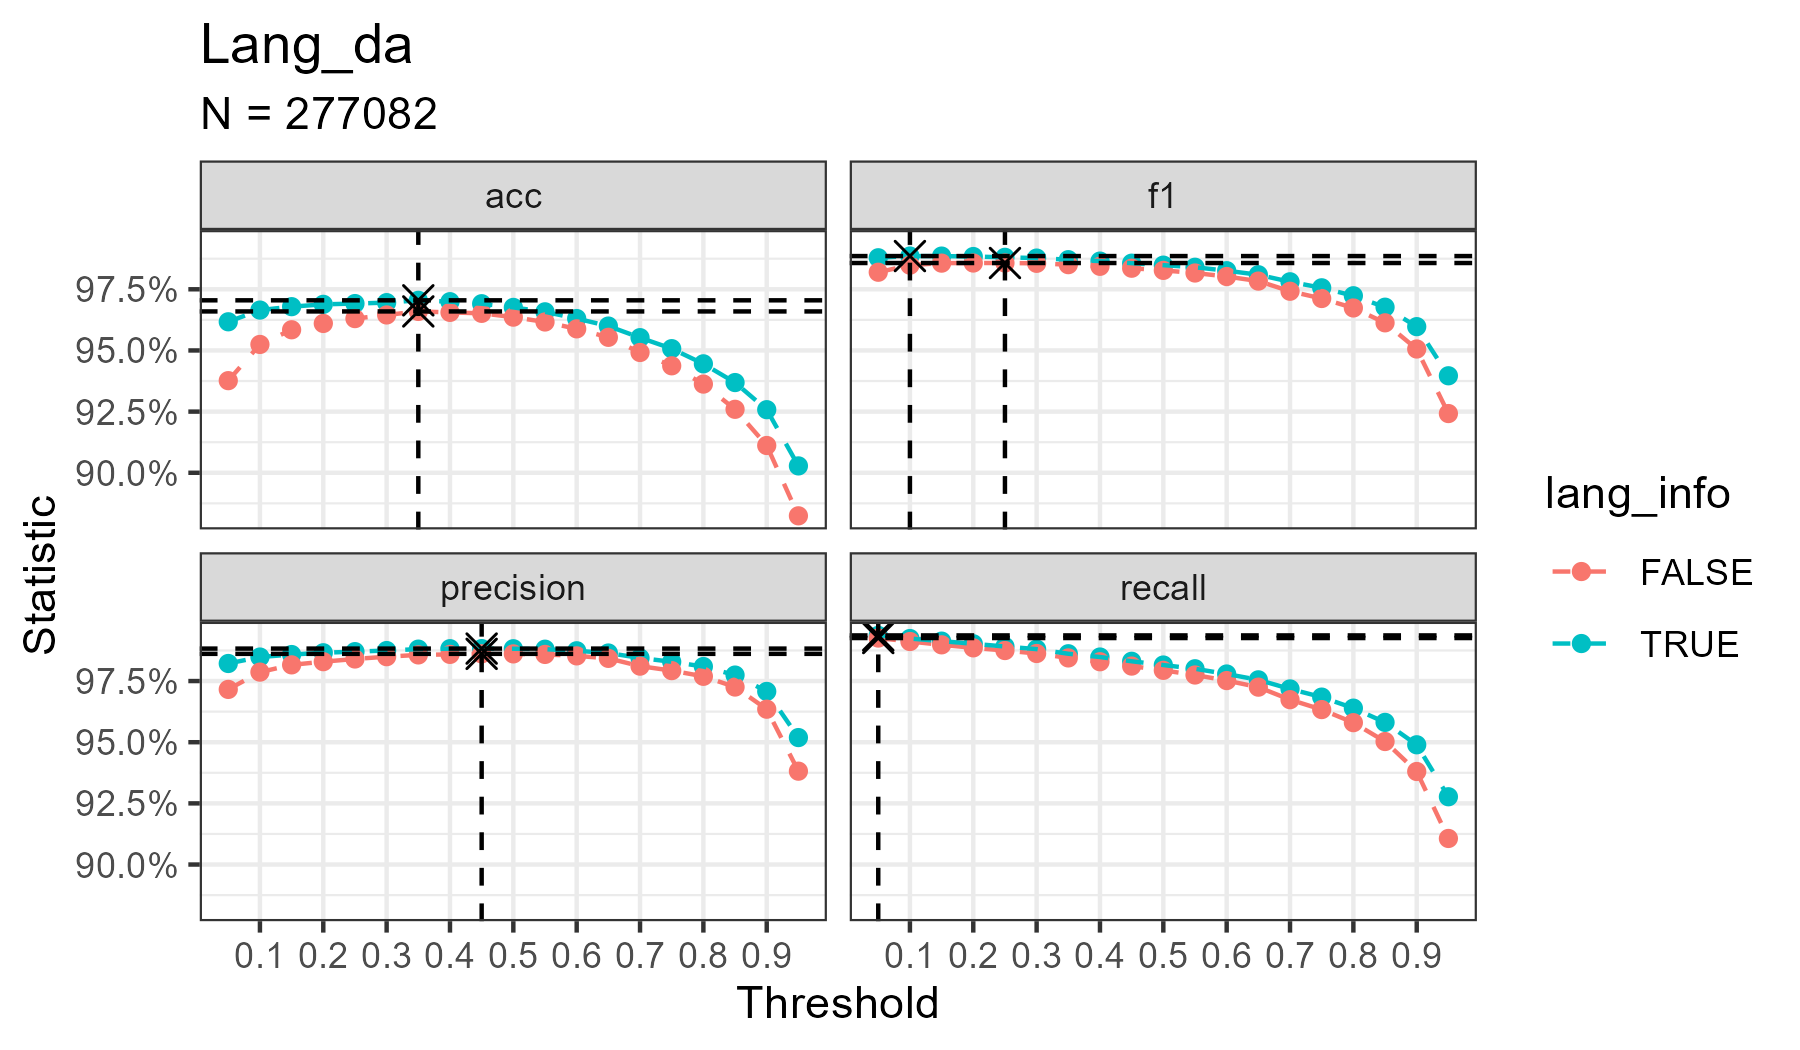 Lang_da
N = 277082
acc
f1
97.5%
95.0%
92.5%
90.0%
precision
recall
97.5%
95.0%
92.5%
90.0%
0.1 0.2 0.3 0.4 0.5 0.6 0.7 0.8 0.9
0.1 0.2 0.3 0.4 0.5 0.6 0.7 0.8 0.9
Threshold
Statistic
lang_info
FALSE
TRUE